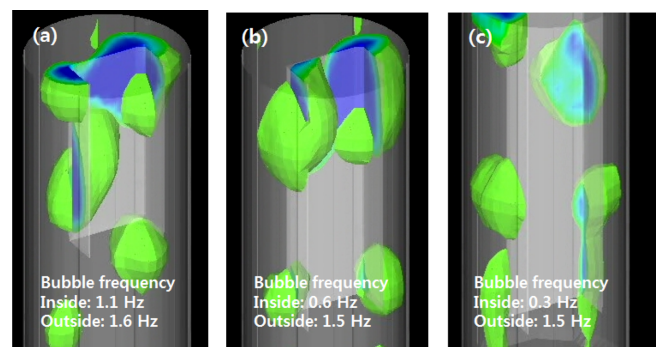 (a)
Bubble frequency
Inside: 1.1 Hz
Outside: 1.6 Hz
(b)
Bubble frequency
Inside: 0.6 Hz
Outside: 1.5 Hz
(c)
Bubble frequency
Inside: 0.3 Hz
Outside: 1.5 Hz